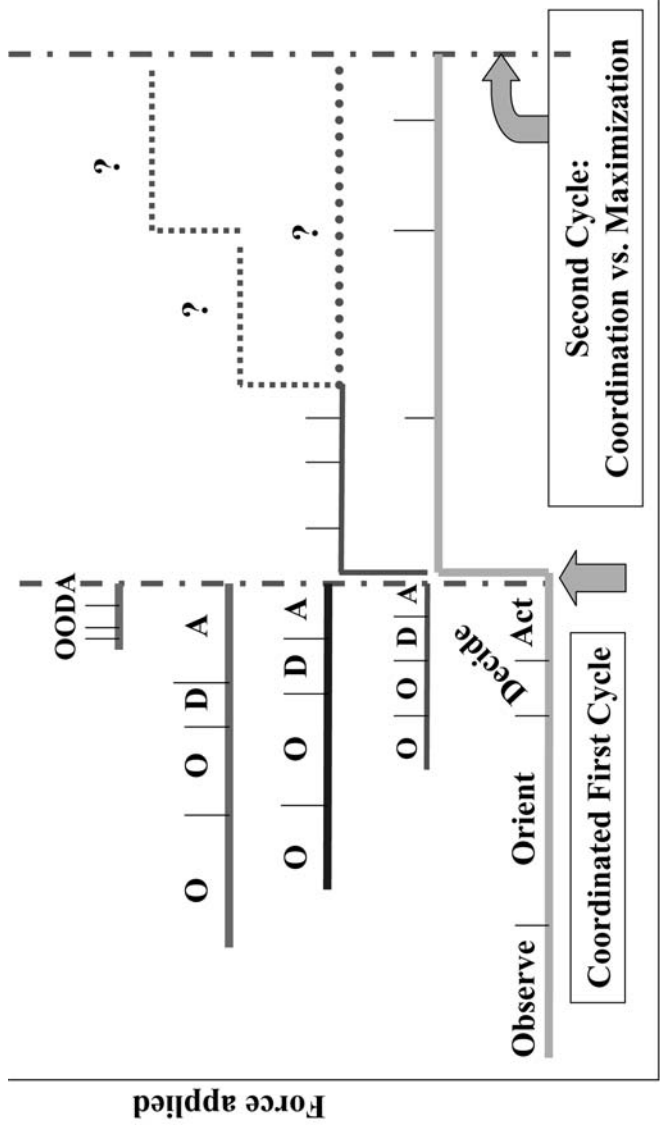 Force applied
OODA
O O D A
O O D A
O O D A
Observe Orient Decide Act
?
?
?
Coordinated First Cycle
Second Cycle:
Coordination vs. Maximization